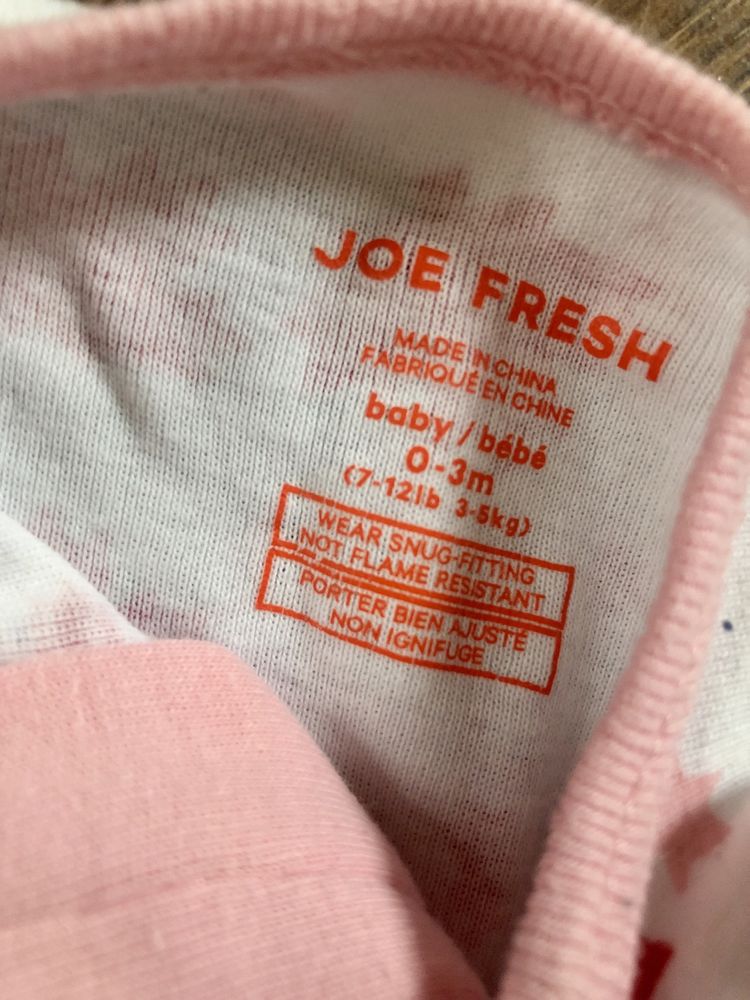 JOE FRESH
MADE IN CHINA
FABRIQUÉ EN CHINE
baby / bébé
0-3m
(7-12lb 3-5kg)
WEAR SNUG-FITTING
NOT FLAME RESISTANT
PORTER BIEN AJUSTÉ
NON IGNIFUGE